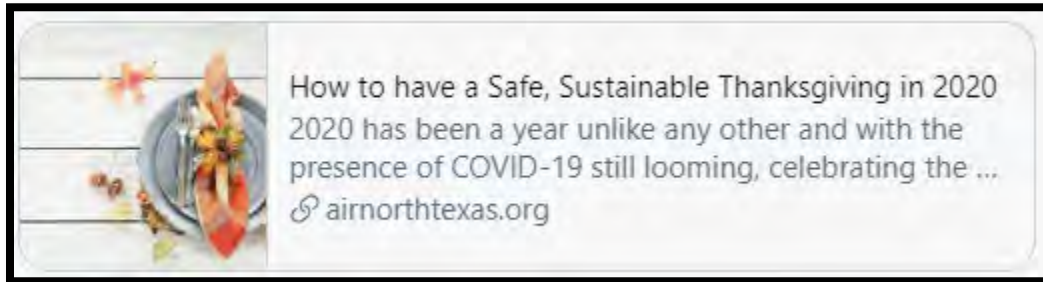 How to have a Safe, Sustainable Thanksgiving in 2020
2020 has been a year unlike any other and with the
presence of COVID-19 still looming, celebrating the ...
airnorthtexas.org